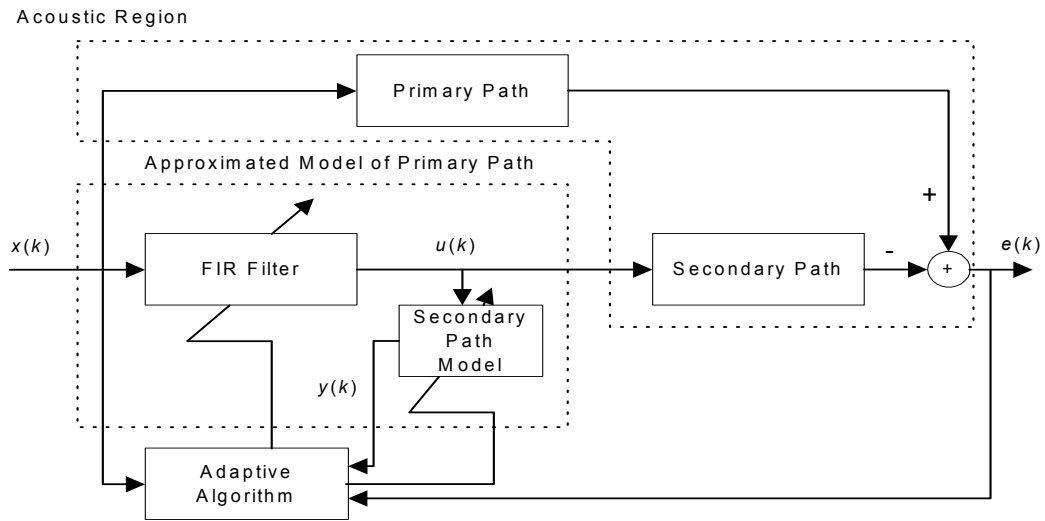 Acoustic Region
Primary Path
Approximated Model of Primary Path
+
x(k)
FIR Filter
u(k)
Secondary Path
-
+
e(k)
Secondary
Path
Model
y(k)
Adaptive
Algorithm